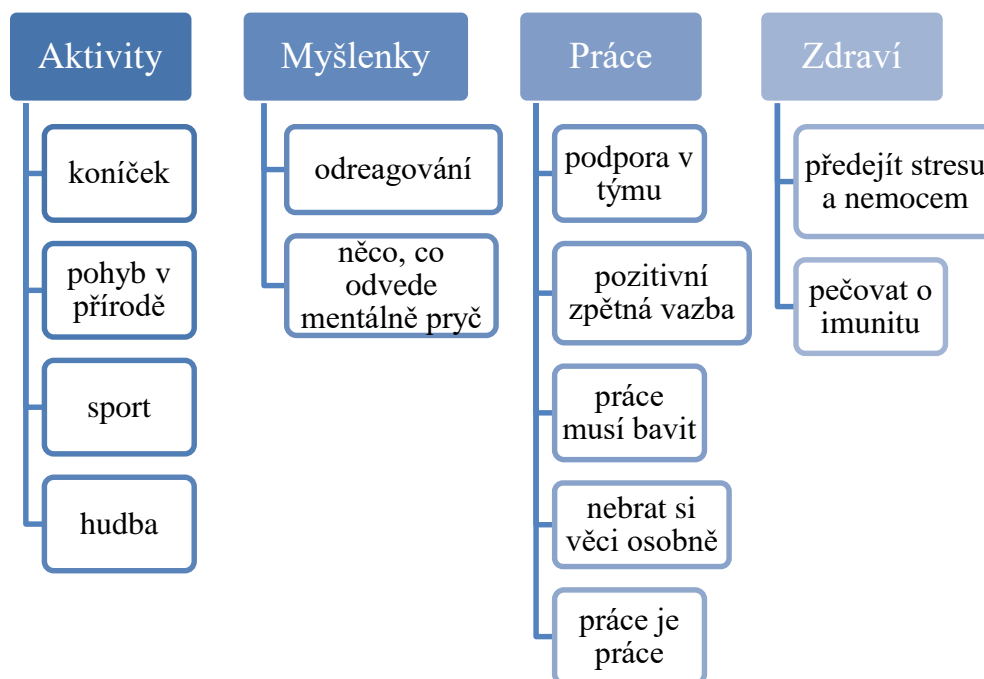 Aktivity
koníček
pohyb v
přírodě
sport
hudba
Myšlenky
odreagování
něco, co
odvede
mentálně pryč
Práce
podpora v
týmu
pozitivní
zpětná vazba
práce
musí bavit
nebrat si
věci osobně
práce je
práce
Zdraví
předejít stresu
a nemocem
pečovat o
imunitu